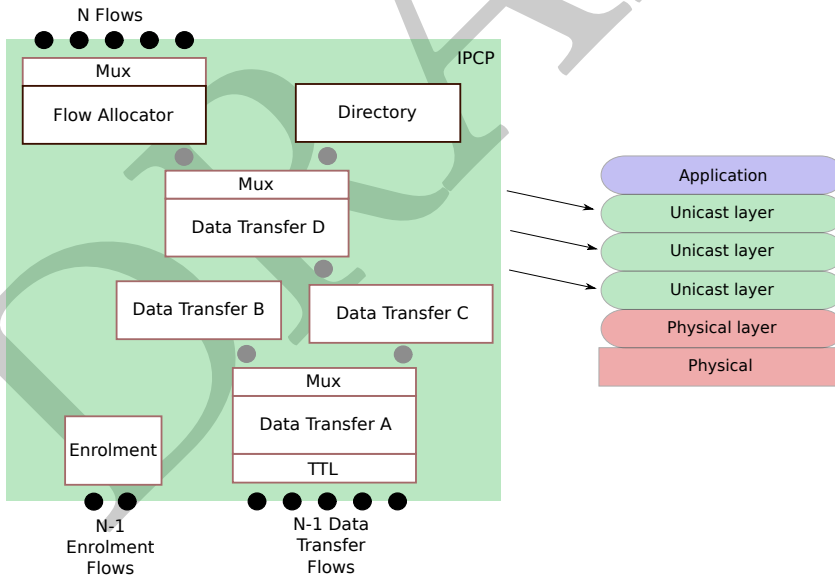 N Flows
IPCP
Mux
Flow Allocator
Directory
Mux
Data Transfer D
Data Transfer B
Data Transfer C
Mux
Data Transfer A
TTL
Enrolment
N-1
Enrolment
Flows
N-1 Data
Transfer
Flows
Application
Unicast layer
Unicast layer
Unicast layer
Physical layer
Physical